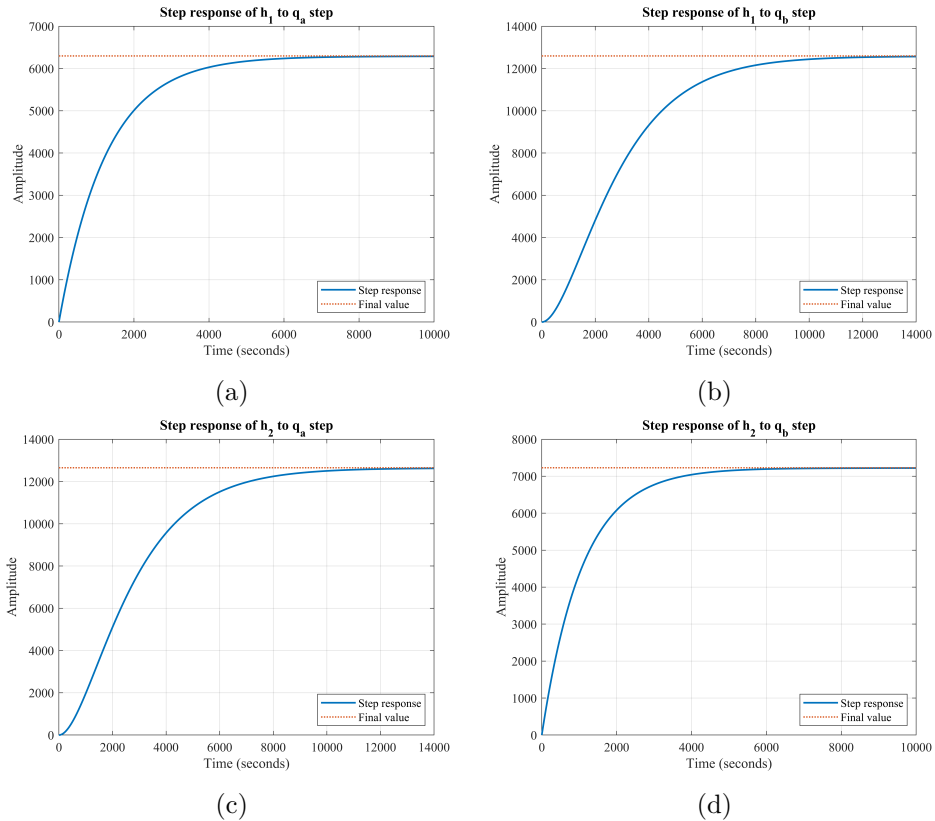 Step response of h1 to qa step
7000
6000
5000
4000
3000
2000
1000
0
Amplitude
0 2000 4000 6000 8000 10000
Time (seconds)
Step response
Final value
(a)
Step response of h1 to qb step
14000
12000
10000
8000
6000
4000
2000
0
Amplitude
0 2000 4000 6000 8000 10000 12000 14000
Time (seconds)
Step response
Final value
(b)
Step response of h2 to qa step
14000
12000
10000
8000
6000
4000
2000
0
Amplitude
0 2000 4000 6000 8000 10000 12000 14000
Time (seconds)
Step response
Final value
(c)
Step response of h2 to qb step
8000
7000
6000
5000
4000
3000
2000
1000
0
Amplitude
0 2000 4000 6000 8000 10000
Time (seconds)
Step response
Final value
(d)